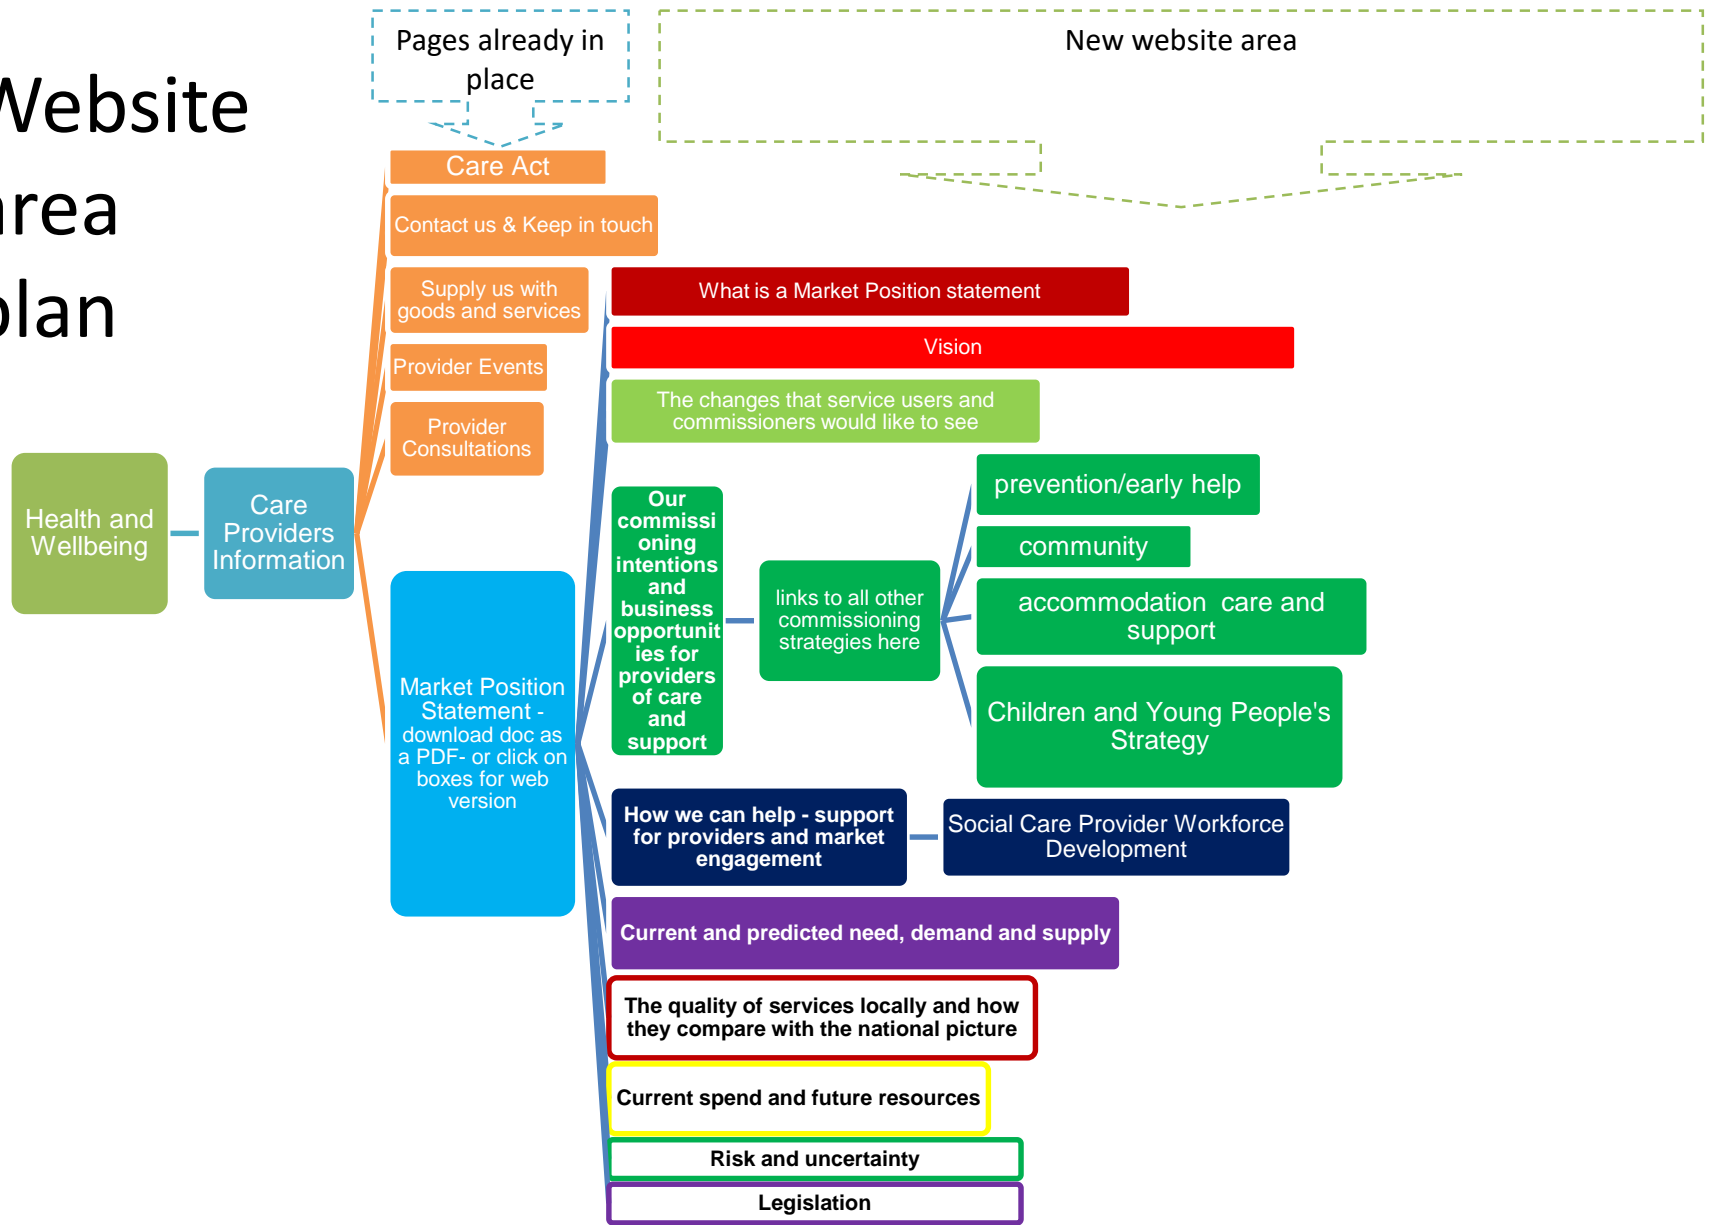 Website
area
plan
Pages already in
place
New website area
Care Act
Contact us & Keep in touch
Supply us with
goods and services
Provider Events
Provider
Consultations
Health and
Wellbeing
Care
Providers
Information
Market Position
Statement -
download doc as
a PDF- or click on
boxes for web
version
What is a Market Position statement
Vision
The changes that service users and
commissioners would like to see
Our
commissi
oning
intentions
and
business
opportunit
ies for
providers
of care
and
support
links to all other
commissioning
strategies here
prevention/early help
community
accommodation  care and
support
Children and Young People's
Strategy
How we can help - support
for providers and market
engagement
Social Care Provider Workforce
Development
Current and predicted need, demand and supply
The quality of services locally and how
they compare with the national picture
Current spend and future resources
Risk and uncertainty
Legislation